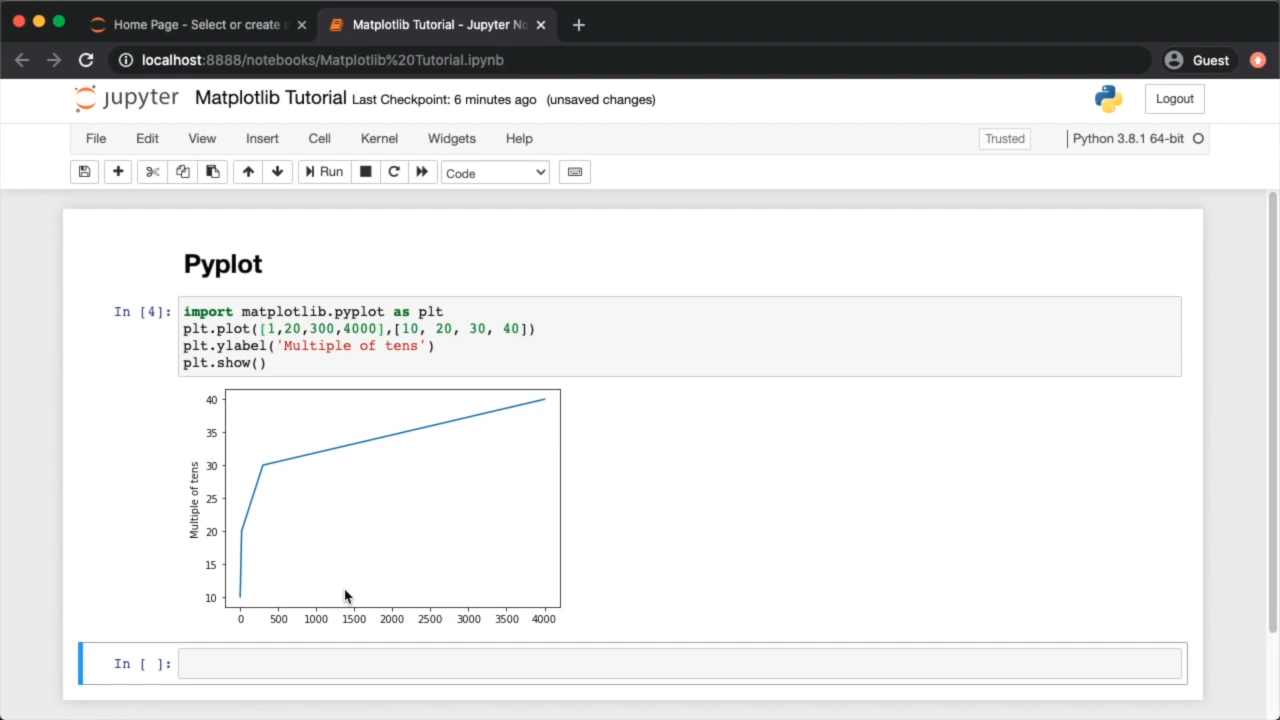 Home Page - Select or create a
Matplotlib Tutorial - Jupyter No
localhost:8888/notebooks/Matplotlib%20Tutorial.ipynb
Guest
jupyter Matplotlib Tutorial Last Checkpoint: 6 minutes ago (unsaved changes)
Logout
File Edit View Insert Cell Kernel Widgets Help
Trusted
Python 3.8.1 64-bit
Run
Code
Pyplot
In [4]: import matplotlib.pyplot as plt
plt.plot([1,20,300,4000],[10, 20, 30, 40])
plt.ylabel('Multiple of tens')
plt.show()
40
35
30
25
20
15
10
Multiple of tens
0 500 1000 1500 2000 2500 3000 3500 4000
In [ ]: